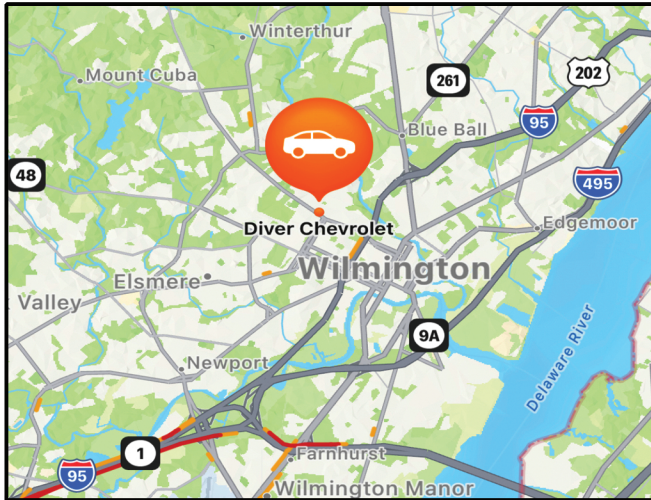 Winterthur
Mount Cuba
261
202
Blue Ball
95
48
495
Diver Chevrolet
Edgemoor
Wilmington
Elsmere
Valley
9A
Delaware River
Newport
1
95
Farnhurst
Wilmington Manor